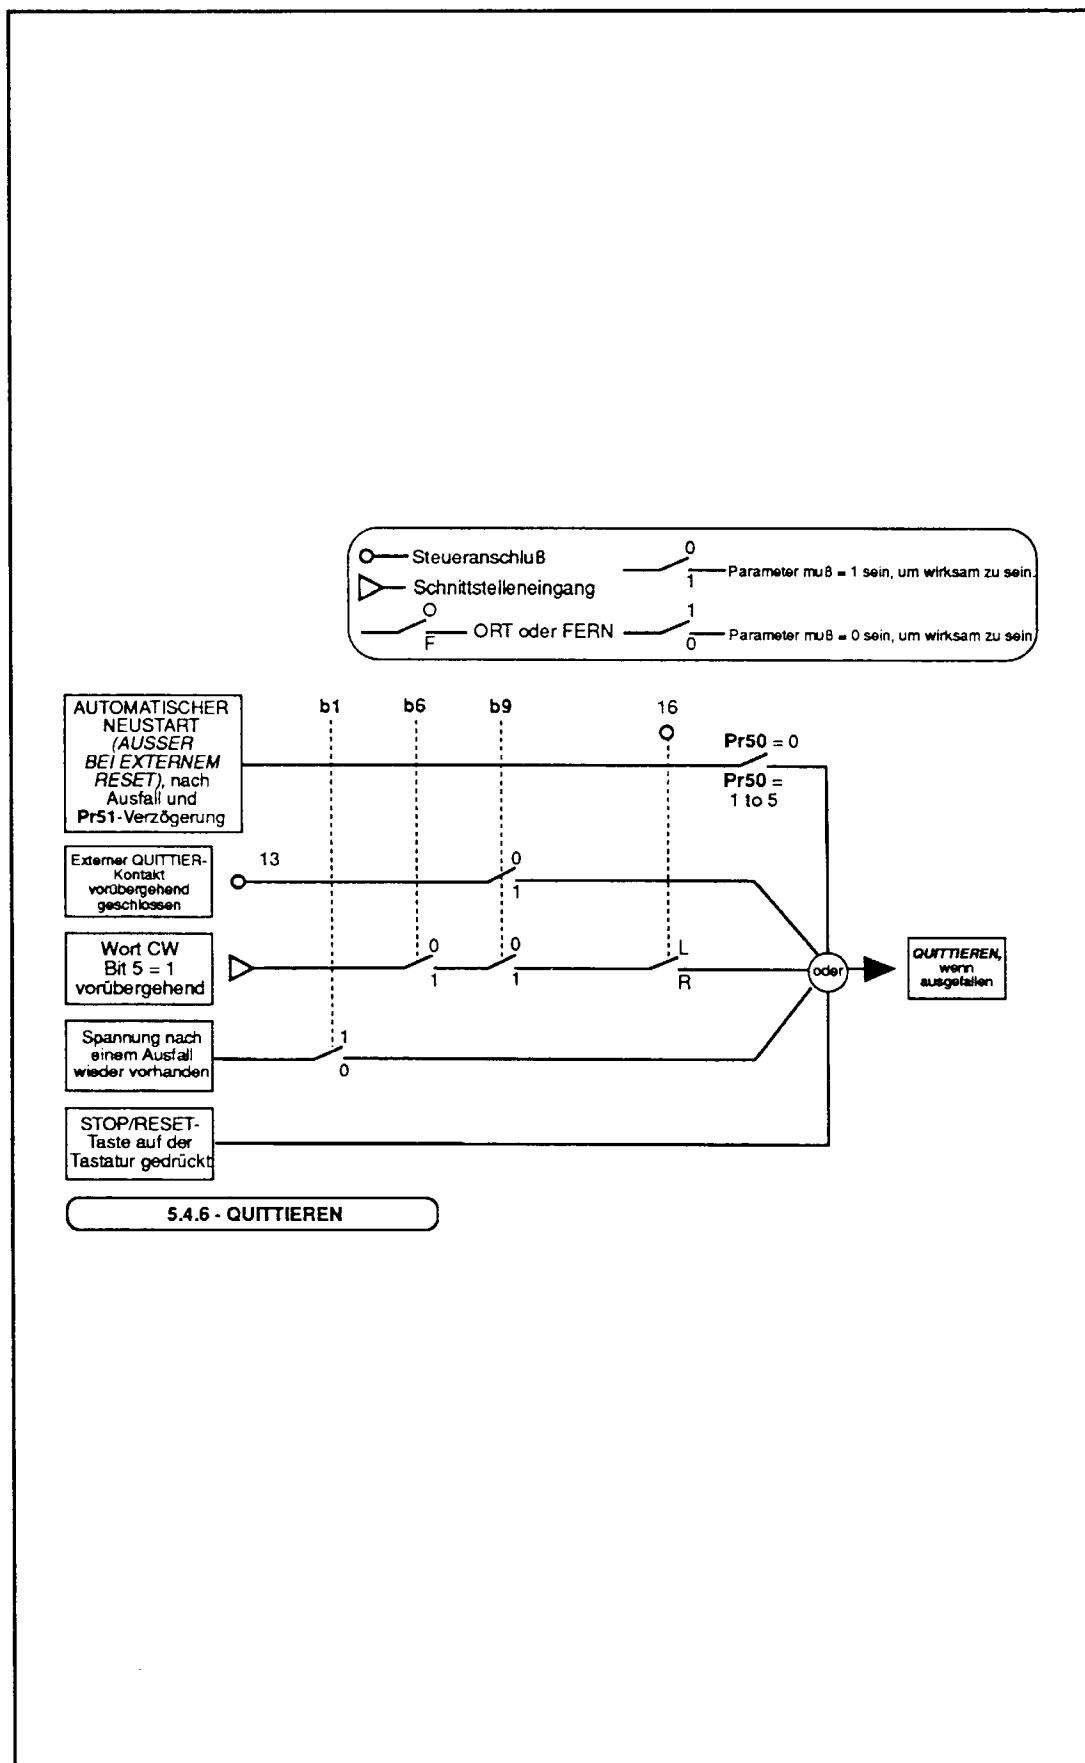 Steueranschluß
Schnittstelleneingang
O
F
ORT oder FERN
0
1
Parameter muß = 1 sein, um wirksam zu sein.
1
0
Parameter muß = 0 sein, um wirksam zu sein
AUTOMATISCHER
NEUSTART
(AUSSER
BEI EXTERNEM
RESET), nach
Ausfall und
Pr51-Verzögerung
b1
b6
b9
16
Pr50 = 0
Pr50 =
1 to 5
Externer QUITTIER-
Kontakt
vorübergehend
geschlossen
13
0
1
Wort CW
Bit 5 = 1
vorübergehend
0
1
0
1
L
R
oder
QUITTIEREN,
wenn
ausgefallen
Spannung nach
einem Ausfall
wieder vorhanden
1
0
STOP/RESET-
Taste auf der
Tastatur gedrückt
5.4.6 - QUITTIEREN